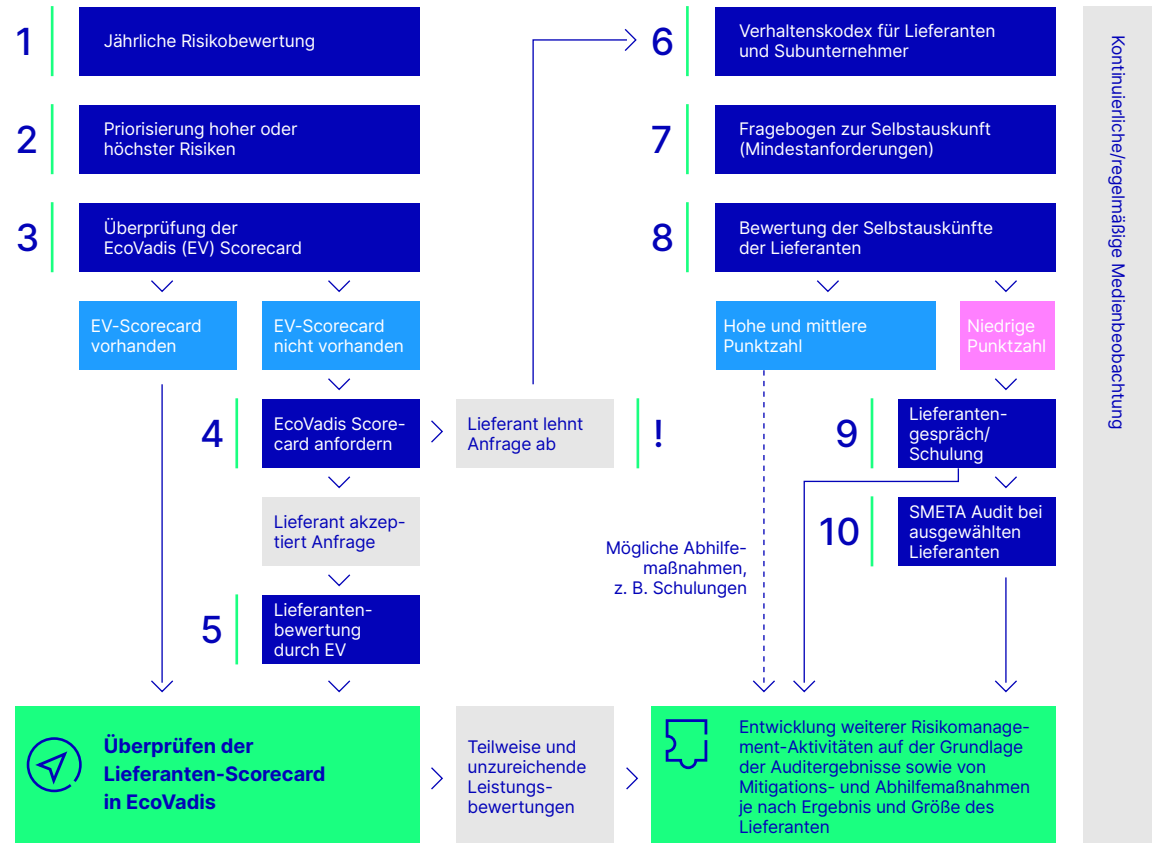 1
Jährliche Risikobewertung
2
Priorisierung hoher oder
höchster Risiken
3
Überprüfung der
EcoVadis (EV) Scorecard
EV-Scorecard
vorhanden
EV-Scorecard
nicht vorhanden
4
EcoVadis Score-
card anfordern
Lieferant lehnt
Anfrage ab
!
Lieferant akzep-
tiert Anfrage
5
Lieferanten-
bewertung
durch EV
Überprüfen der
Lieferanten-Scorecard
in EcoVadis
Teilweise und
unzureichende
Leistungs-
bewertungen
6
Verhaltenskodex für Lieferanten
und Subunternehmer
7
Fragebogen zur Selbstauskunft
(Mindestanforderungen)
8
Bewertung der Selbstauskünfte
der Lieferanten
Hohe und mittlere
Punktzahl
Niedrige
Punktzahl
9
Lieferanten-
gespräch/
Schulung
10
SMETA Audit bei
ausgewählten
Lieferanten
Mögliche Abhilfe-
maßnahmen,
z. B. Schulungen
Entwicklung weiterer Risikomanage-
ment-Aktivitäten auf der Grundlage
der Auditergebnisse sowie von
Mitigations- und Abhilfemaßnahmen
je nach Ergebnis und Größe des
Lieferanten
Kontinuierliche/regelmäßige Medienbeobachtung